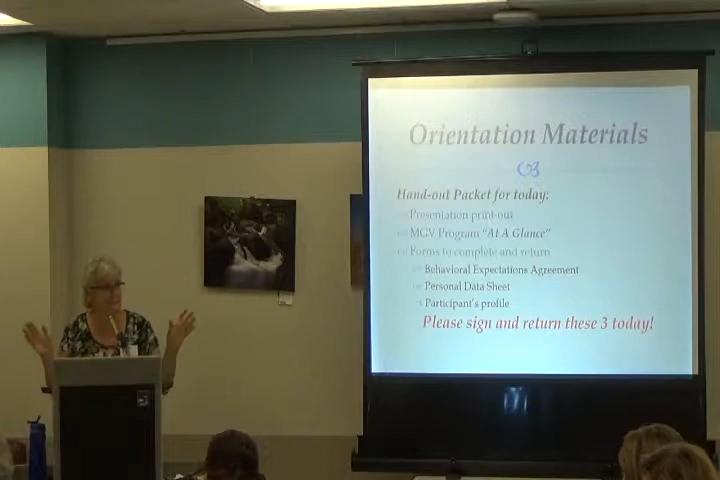 Orientation Materials
Hand-out Packet for today:
Presentation print-out
MGV Program "At A Glance"
Forms to complete and return
Behavioral Expectations Agreement
Personal Data Sheet
Participant's profile
Please sign and return these 3 today!